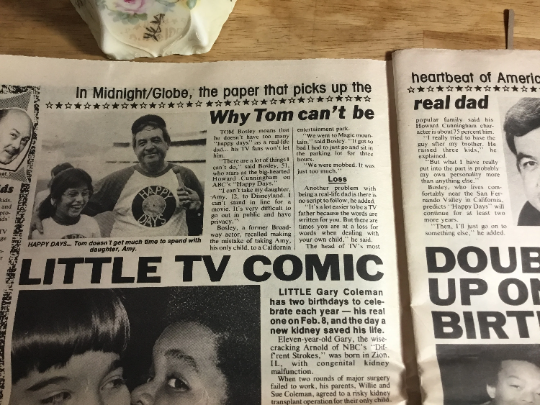 In Midnight/Globe, the paper that picks up the
heartbeat of America
Why Tom can't be
real dad
TOM Bosley swears that
he doesn't have too many
"happy days" as a real-life
dad... his TV fans won't let
him.
"There are a lot of things I
can't do," said Bosley, 51,
who stars as the big-hearted
Howard Cunningham on
ABC's "Happy Days."
"I can't take my daughter,
Amy, 12, to Disneyland. I
can't stand in line for a
movie. It's very difficult to
go out in public and have
privacy."
Bosley, a former Broad-
way actor, recalled making
the mistake of taking Amy,
his only child, to a California
entertainment park.
"We went to Magic moun-
tain," said Bosley. "I got so
bad I had to just go and sit in
the parking lot for three
hours.
"We were mobbed. It was
just too much."
Loss
Another problem with
being a real-life dad is there is
no script to follow, he added.
"It's a lot easier to be a TV
father because the words are
written for you. But there are
times you are at a loss for
words when dealing with
your own child," he said.
The head of TV's most
popular family said his
Howard Cunningham char-
acter is about 75 percent him.
"I really tried to have the
guy after my brother. He
raised three kids," he
explained.
"But what I have really
put into the past is probably
my own personality more
than anything else."
Bosley, who lives com-
fortably near the San Fer-
nando Valley in California,
predicts "Happy Days" will
continue for at least two
more years.
"Then, I'll just go on to
something else," he added.
HAPPY DAYS... Tom doesn't get much time to spend with
daughter, Amy.
HAPPY
LITTLE TV COMIC
LITTLE Gary Coleman
has two birthdays to cele-
brate each year — his real
one on Feb. 8, and the day a
new kidney saved his life.
Eleven-year-old Gary, the wise-
cracking Arnold of NBC's "Dif-
f'rent Strokes," was born in Zion,
IL, with congenital kidney
malfunction.
When two rounds of major surgery
failed to work, his parents, Willie and
Sue Coleman, agreed to a risky kidney
transplant operation for their only child.
DOUB
UP ON
BIRT